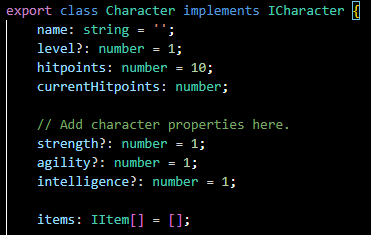 export class Character implements ICharacter {
name: string = '';
level?: number = 1;
hitpoints: number = 10;
currentHitpoints: number;
// Add character properties here.
strength?: number = 1;
agility?: number = 1;
intelligence?: number = 1;
items: IItem[] = [];